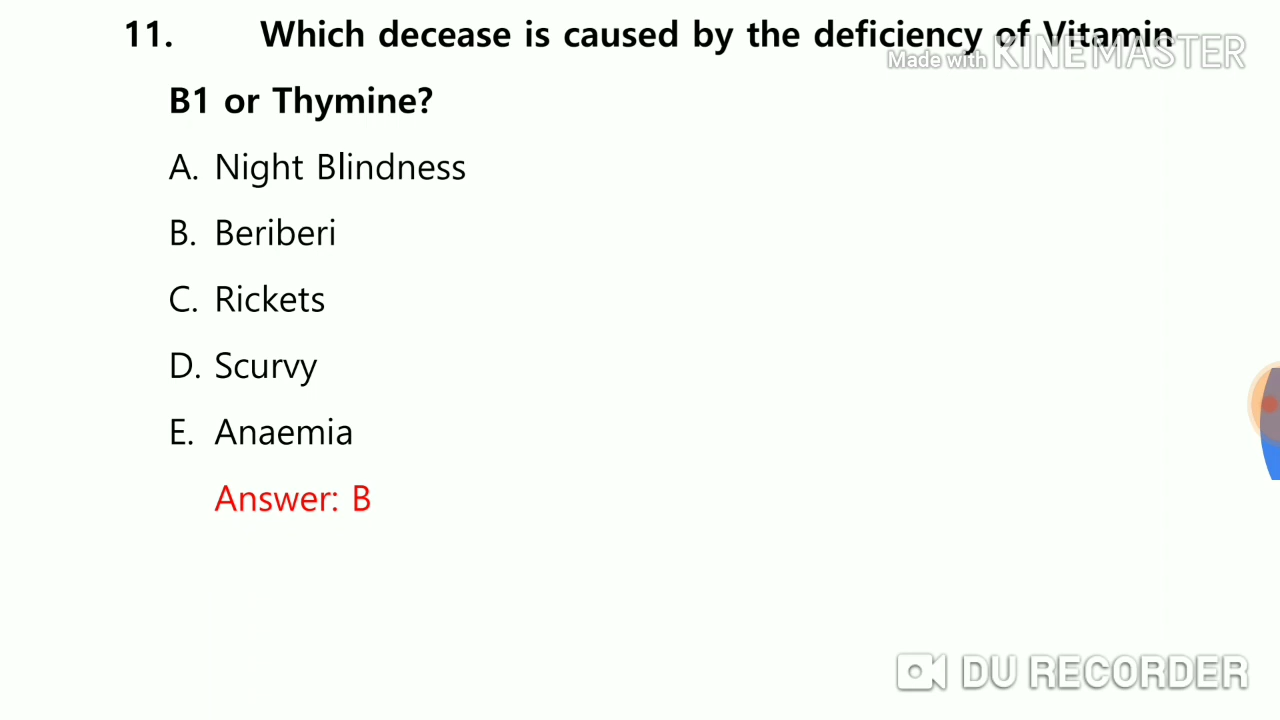 11. Which decease is caused by the deficiency of Vitamin
Made with KINEMASTER
B1 or Thymine?
A. Night Blindness
B. Beriberi
C. Rickets
D. Scurvy
E. Anaemia
Answer: B
DU RECORDER